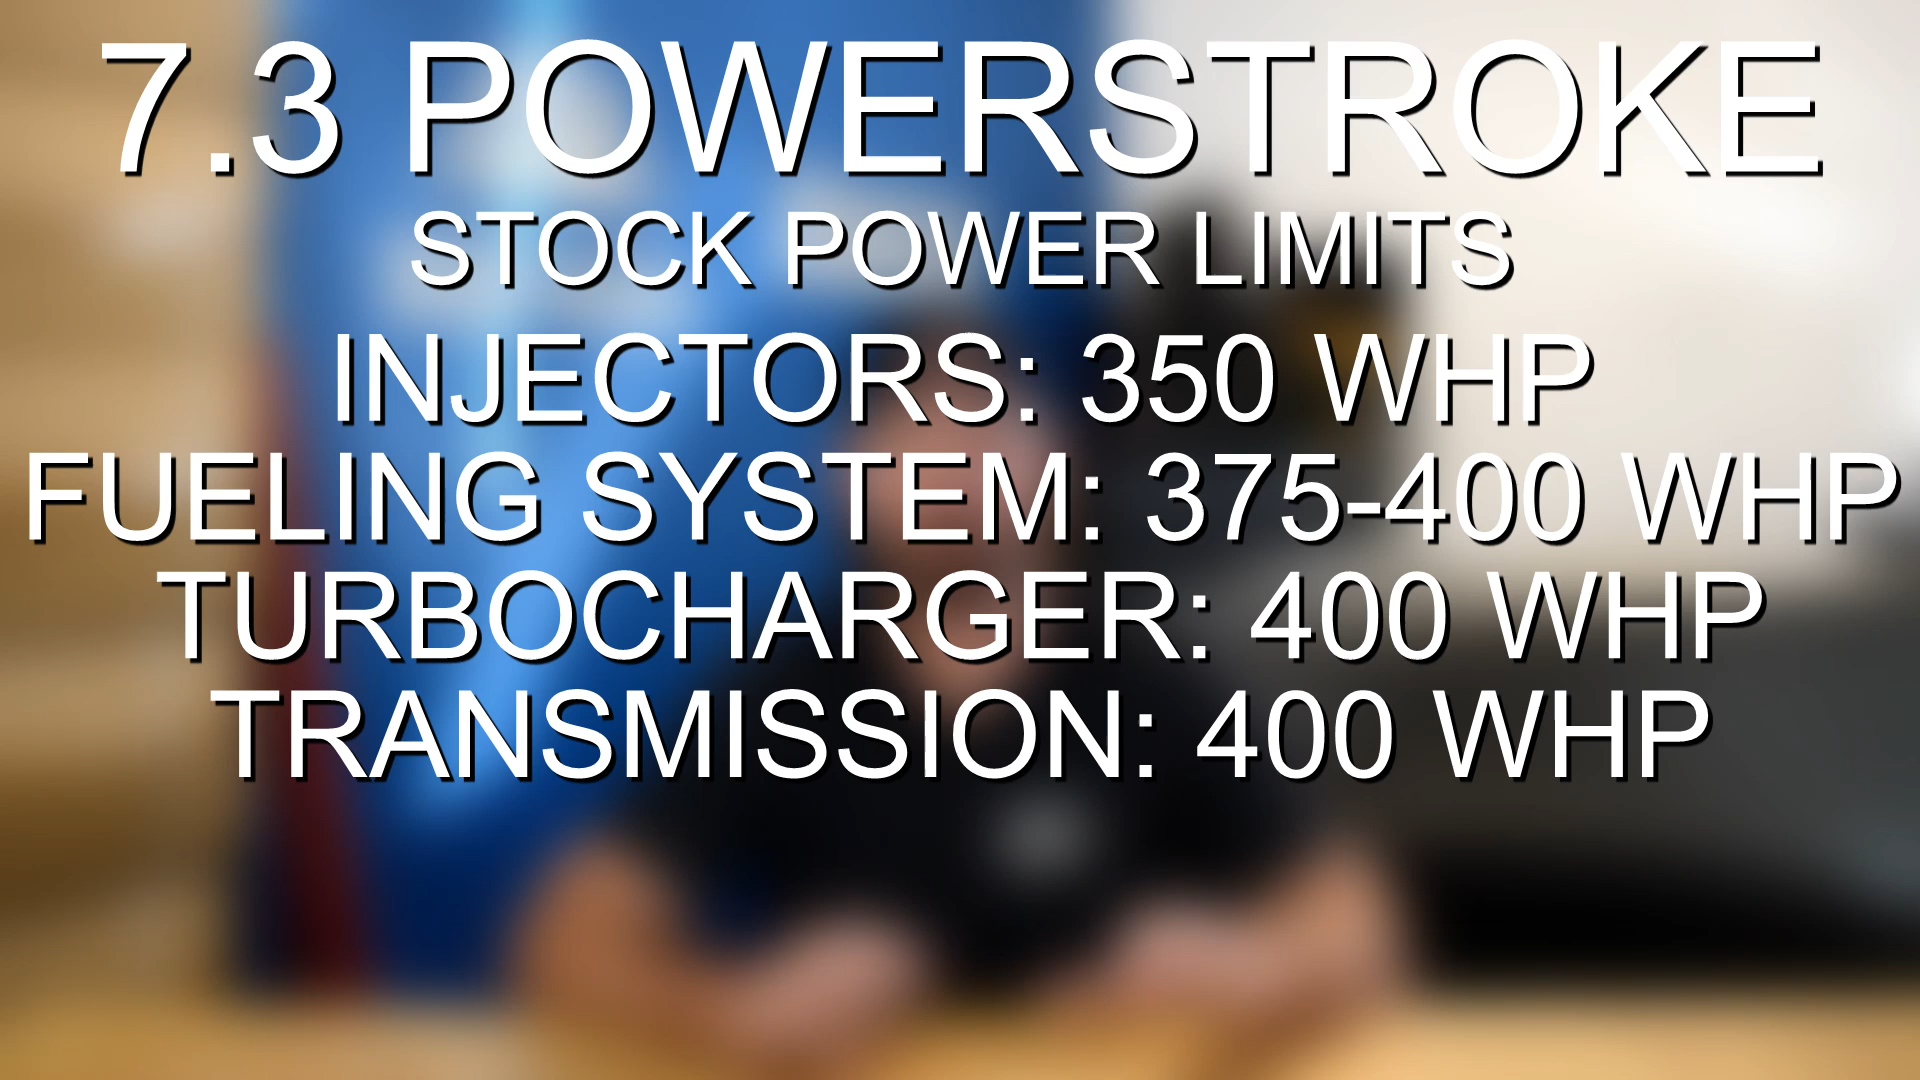 7.3 POWERSTROKE
STOCK POWER LIMITS
INJECTORS: 350 WHP
FUELING SYSTEM: 375-400 WHP
TURBOCHARGER: 400 WHP
TRANSMISSION: 400 WHP